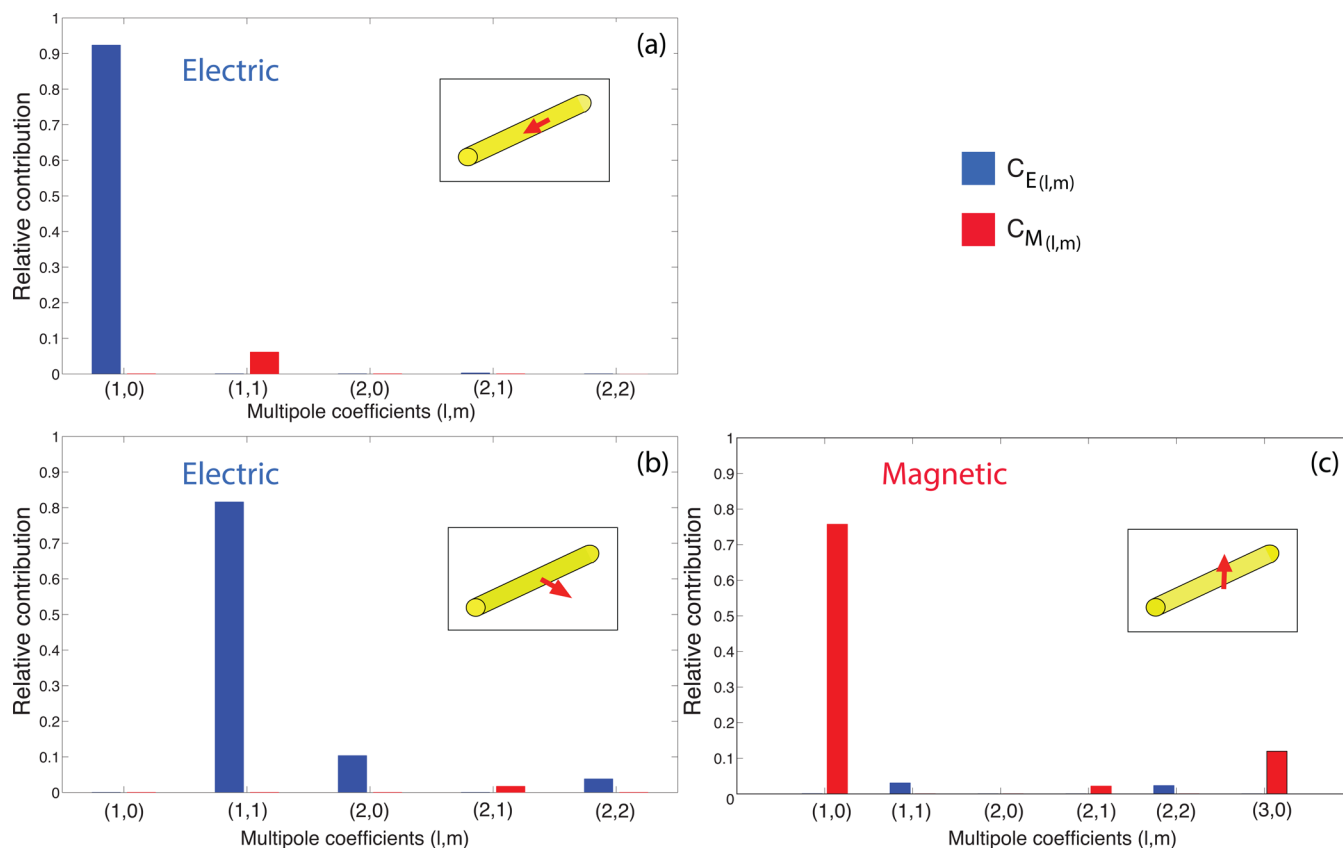 (a)
Electric
Relative contribution
1
0.9
0.8
0.7
0.6
0.5
0.4
0.3
0.2
0.1
0
(1,0) (1,1) (2,0) (2,1) (2,2)
Multipole coefficients (l,m)
C E(l,m)
C M(l,m)
(b)
Electric
Relative contribution
1
0.9
0.8
0.7
0.6
0.5
0.4
0.3
0.2
0.1
0
(1,0) (1,1) (2,0) (2,1) (2,2)
Multipole coefficients (l,m)
(c)
Magnetic
Relative contribution
1
0.9
0.8
0.7
0.6
0.5
0.4
0.3
0.2
0.1
0
(1,0) (1,1) (2,0) (2,1) (2,2) (3,0)
Multipole coefficients (l,m)